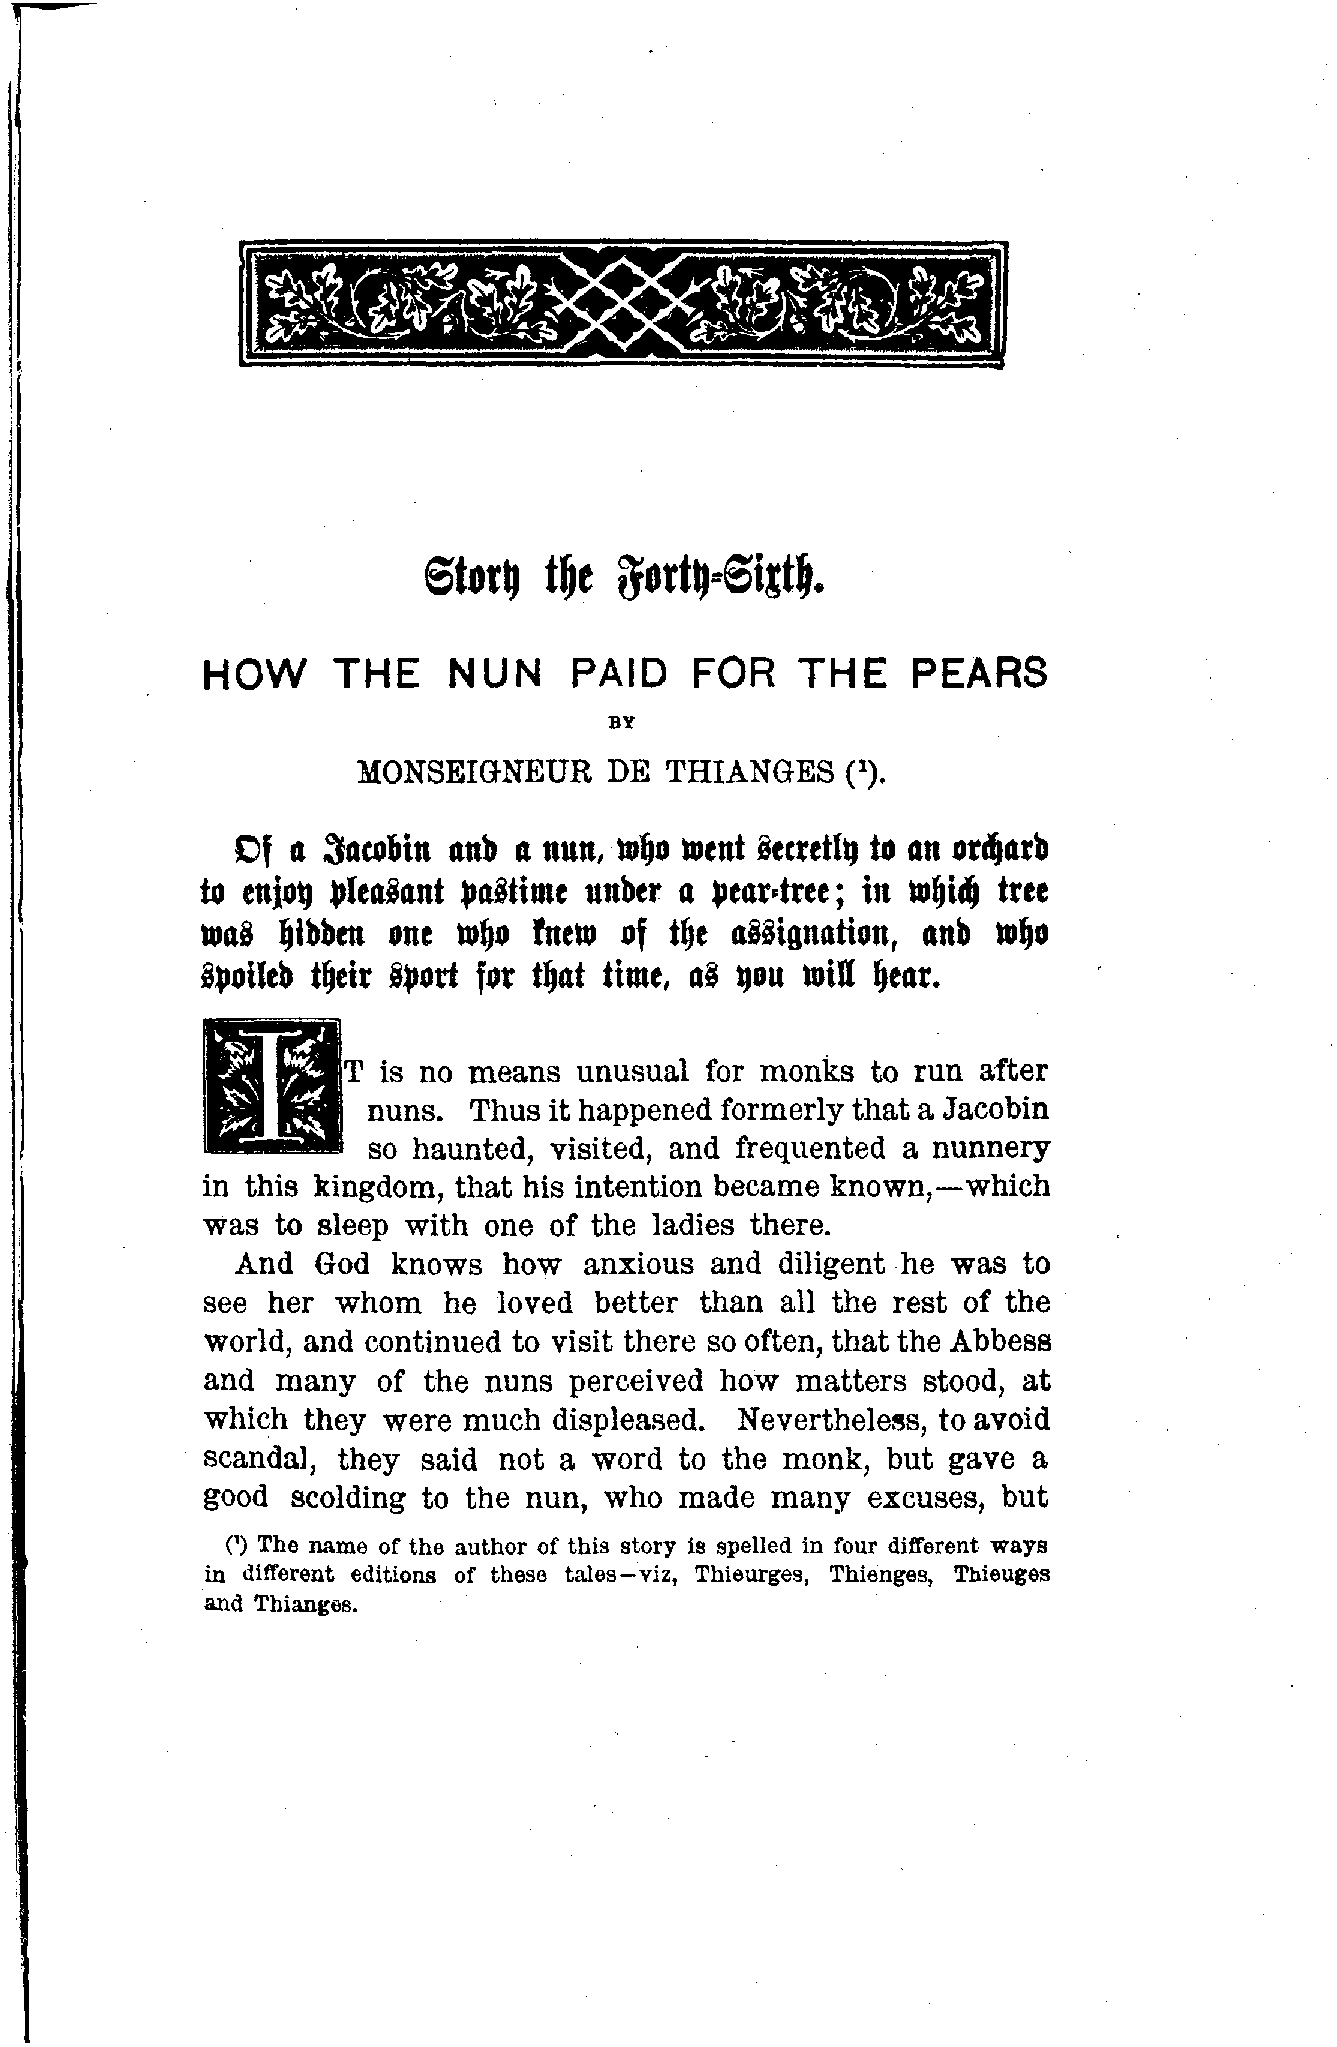 Story the Forty-Sixth.
HOW THE NUN PAID FOR THE PEARS
BY
MONSEIGNEUR DE THIANGES (¹).
Of a Jacobin and a nun, who went secretly to an orchard
to enjoy pleasant pastime under a pear-tree; in which tree
was hidden one who knew of the assignation, and who
spoiled their sport for that time, as you will hear.
IT is no means unusual for monks to run after
nuns. Thus it happened formerly that a Jacobin
so haunted, visited, and frequented a nunnery
in this kingdom, that his intention became known,—which
was to sleep with one of the ladies there.
And God knows how anxious and diligent he was to
see her whom he loved better than all the rest of the
world, and continued to visit there so often, that the Abbess
and many of the nuns perceived how matters stood, at
which they were much displeased. Nevertheless, to avoid
scandal, they said not a word to the monk, but gave a
good scolding to the nun, who made many excuses, but
(¹) The name of the author of this story is spelled in four different ways
in different editions of these tales—viz, Thieurges, Thienges, Thieuges
and Thianges.